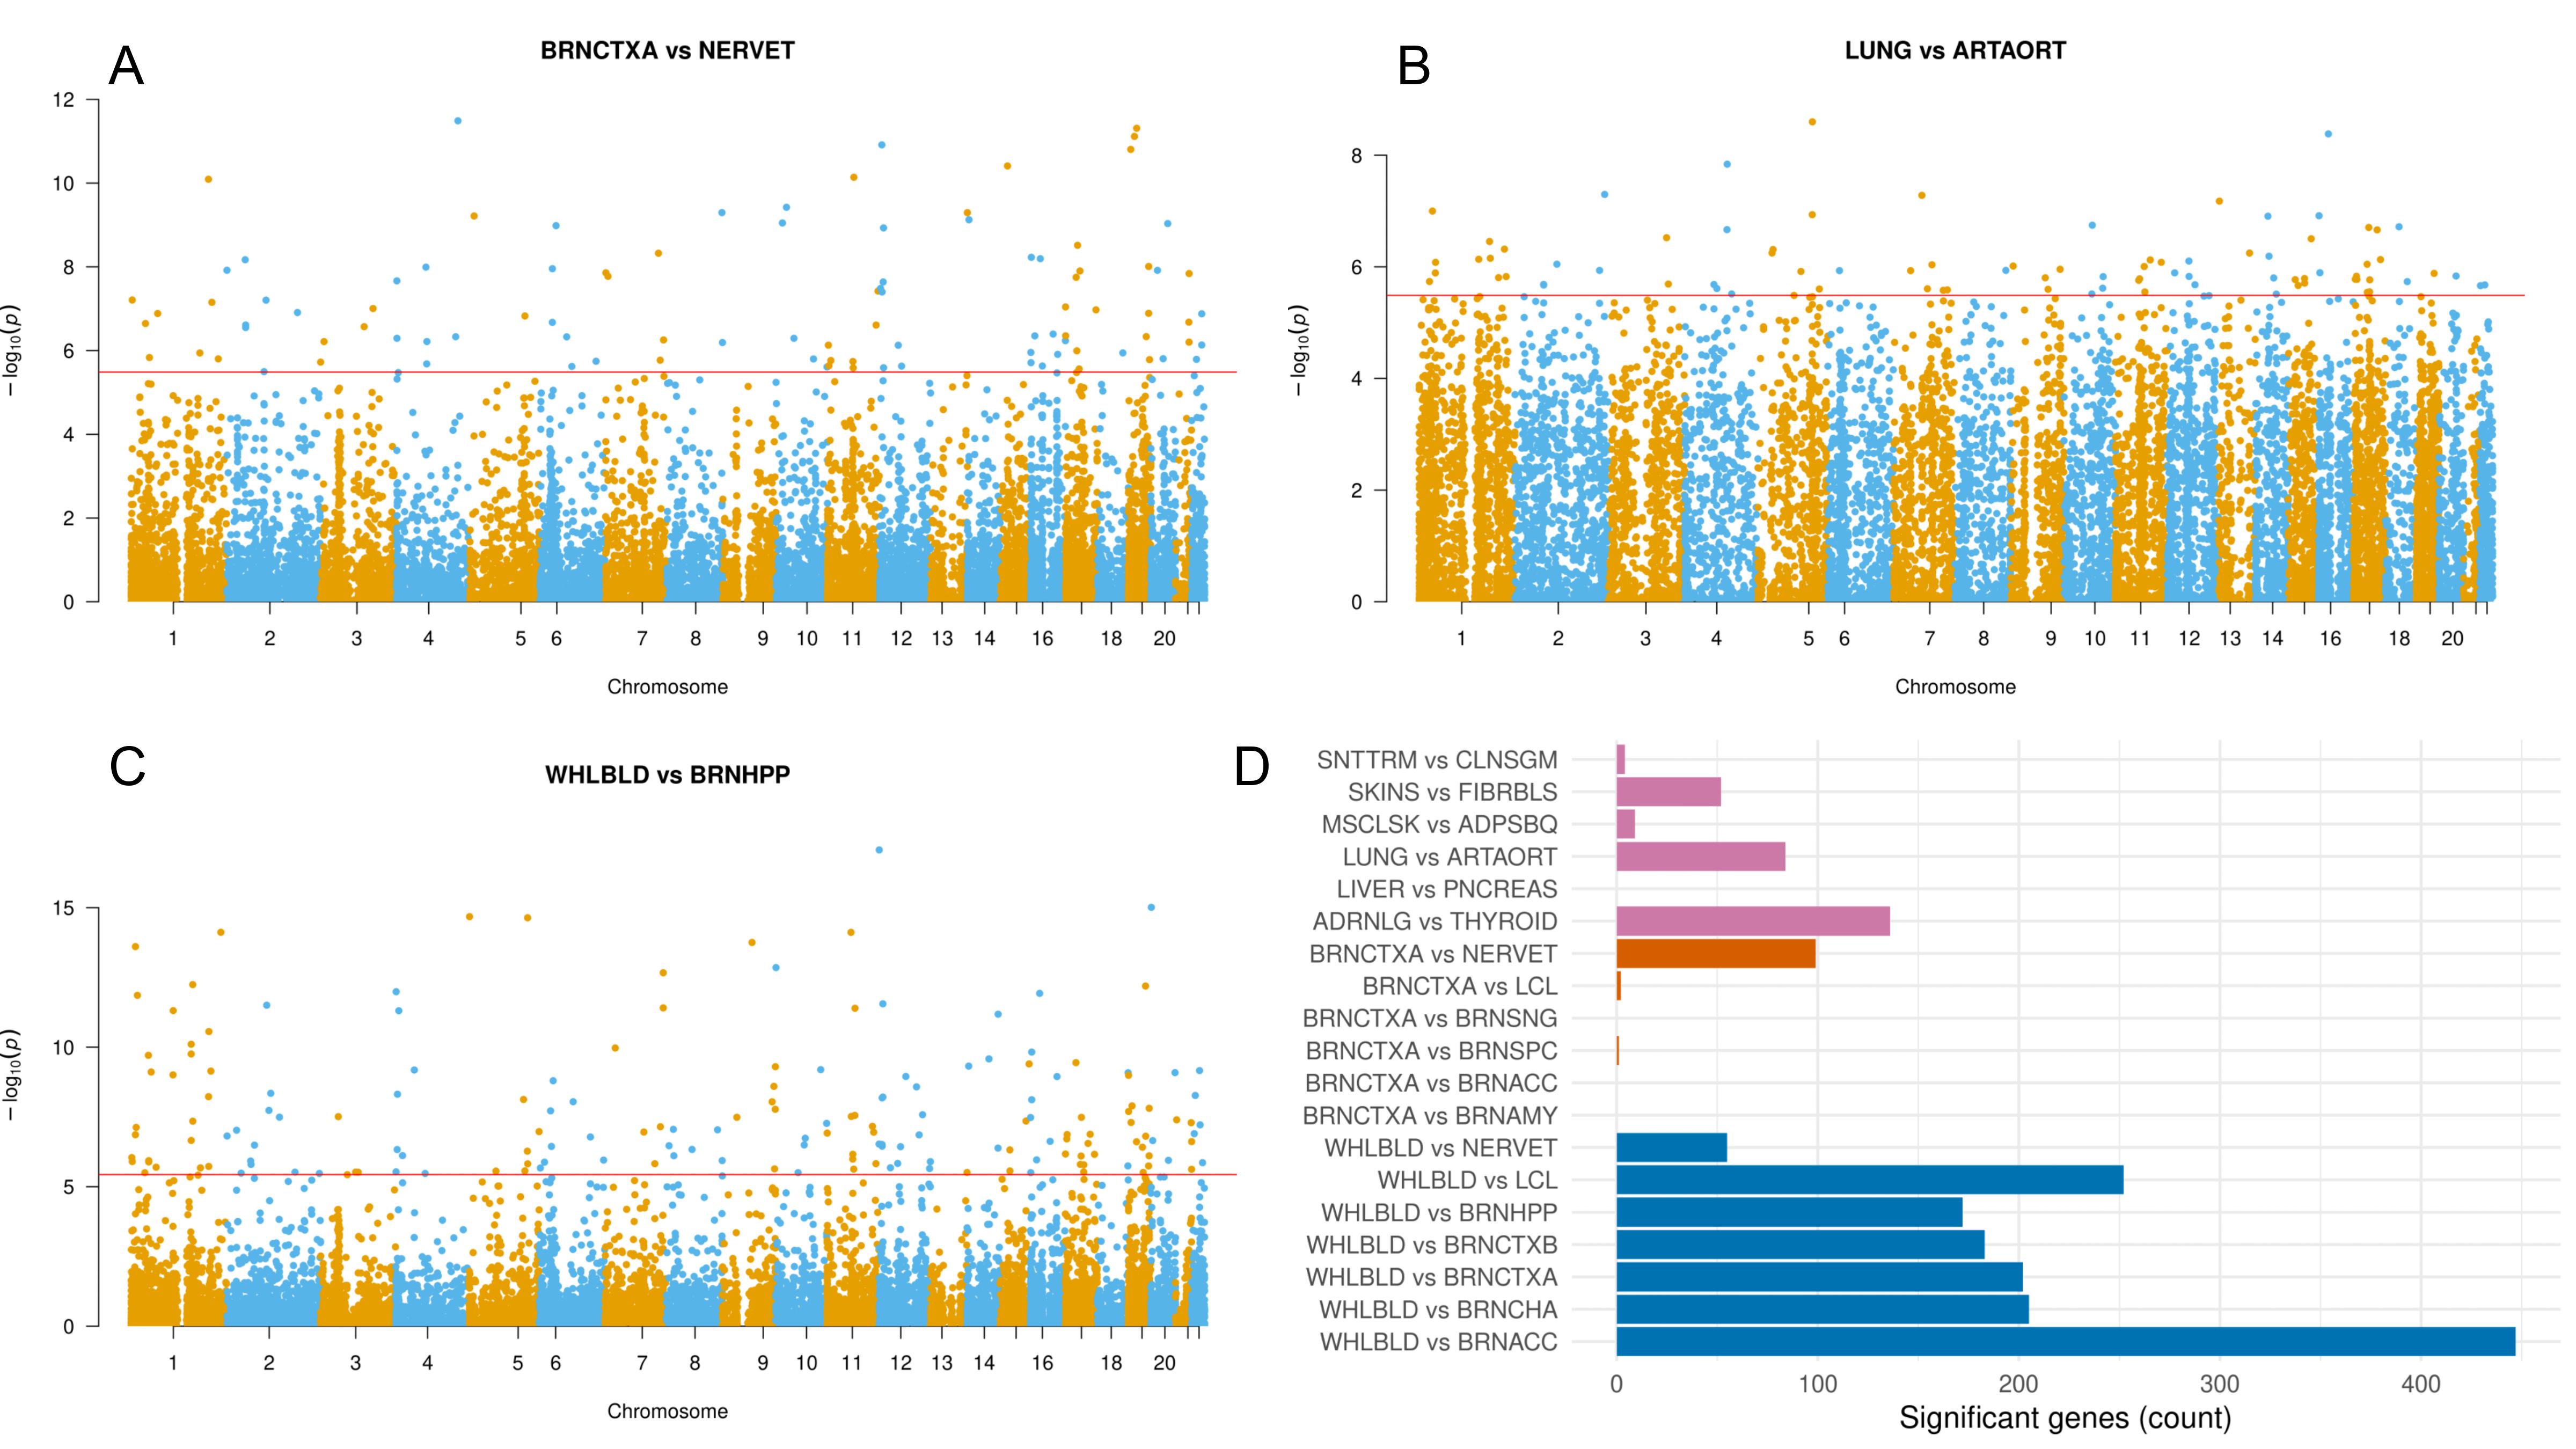 A
BRNCTXA vs NERVET
12
10
8
6
4
2
0
−log10(p)
1 2 3 4 5 6 7 8 9 10 11 12 13 14 16 18 20
Chromosome
B
LUNG vs ARTAORT
8
6
4
2
0
−log10(p)
1 2 3 4 5 6 7 8 9 10 11 12 13 14 16 18 20
Chromosome
C
WHLBLD vs BRNHPP
15
10
5
0
−log10(p)
1 2 3 4 5 6 7 8 9 10 11 12 13 14 16 18 20
Chromosome
D
SNTTRM vs CLNSGM
SKINS vs FIBRBLS
MSCLSK vs ADPSBQ
LUNG vs ARTAORT
LIVER vs PNCREAS
ADRNLG vs THYROID
BRNCTXA vs NERVET
BRNCTXA vs LCL
BRNCTXA vs BRNSNG
BRNCTXA vs BRNSPC
BRNCTXA vs BRNACC
BRNCTXA vs BRNAMY
WHLBLD vs NERVET
WHLBLD vs LCL
WHLBLD vs BRNHPP
WHLBLD vs BRNCTXB
WHLBLD vs BRNCTXA
WHLBLD vs BRNCHA
WHLBLD vs BRNACC
0 100 200 300 400
Significant genes (count)